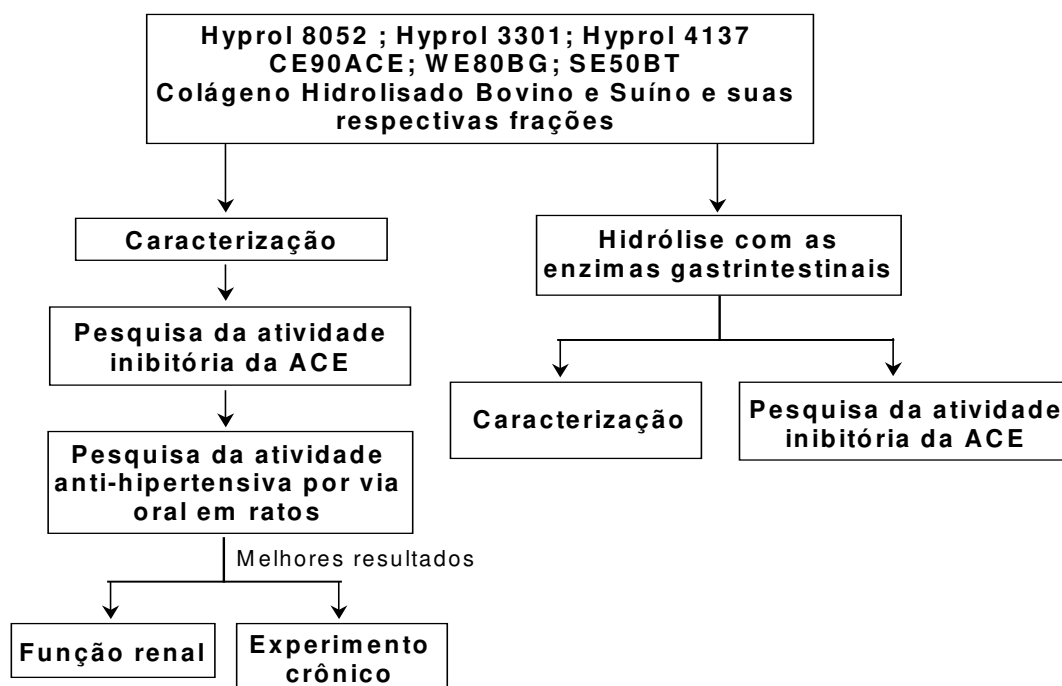 Hyprol 8052 ; Hyprol 3301; Hyprol 4137
CE90ACE; WE80BG; SE50BT
Colágeno Hidrolisado Bovino e Suíno e suas
respectivas frações
Caracterização
Hidrólise com as
enzimas gastrintestinais
Pesquisa da atividade
inibitória da ACE
Caracterização
Pesquisa da atividade
inibitória da ACE
Pesquisa da atividade
anti-hipertensiva por via
oral em ratos
Melhores resultados
Função renal
Experimento
crônico